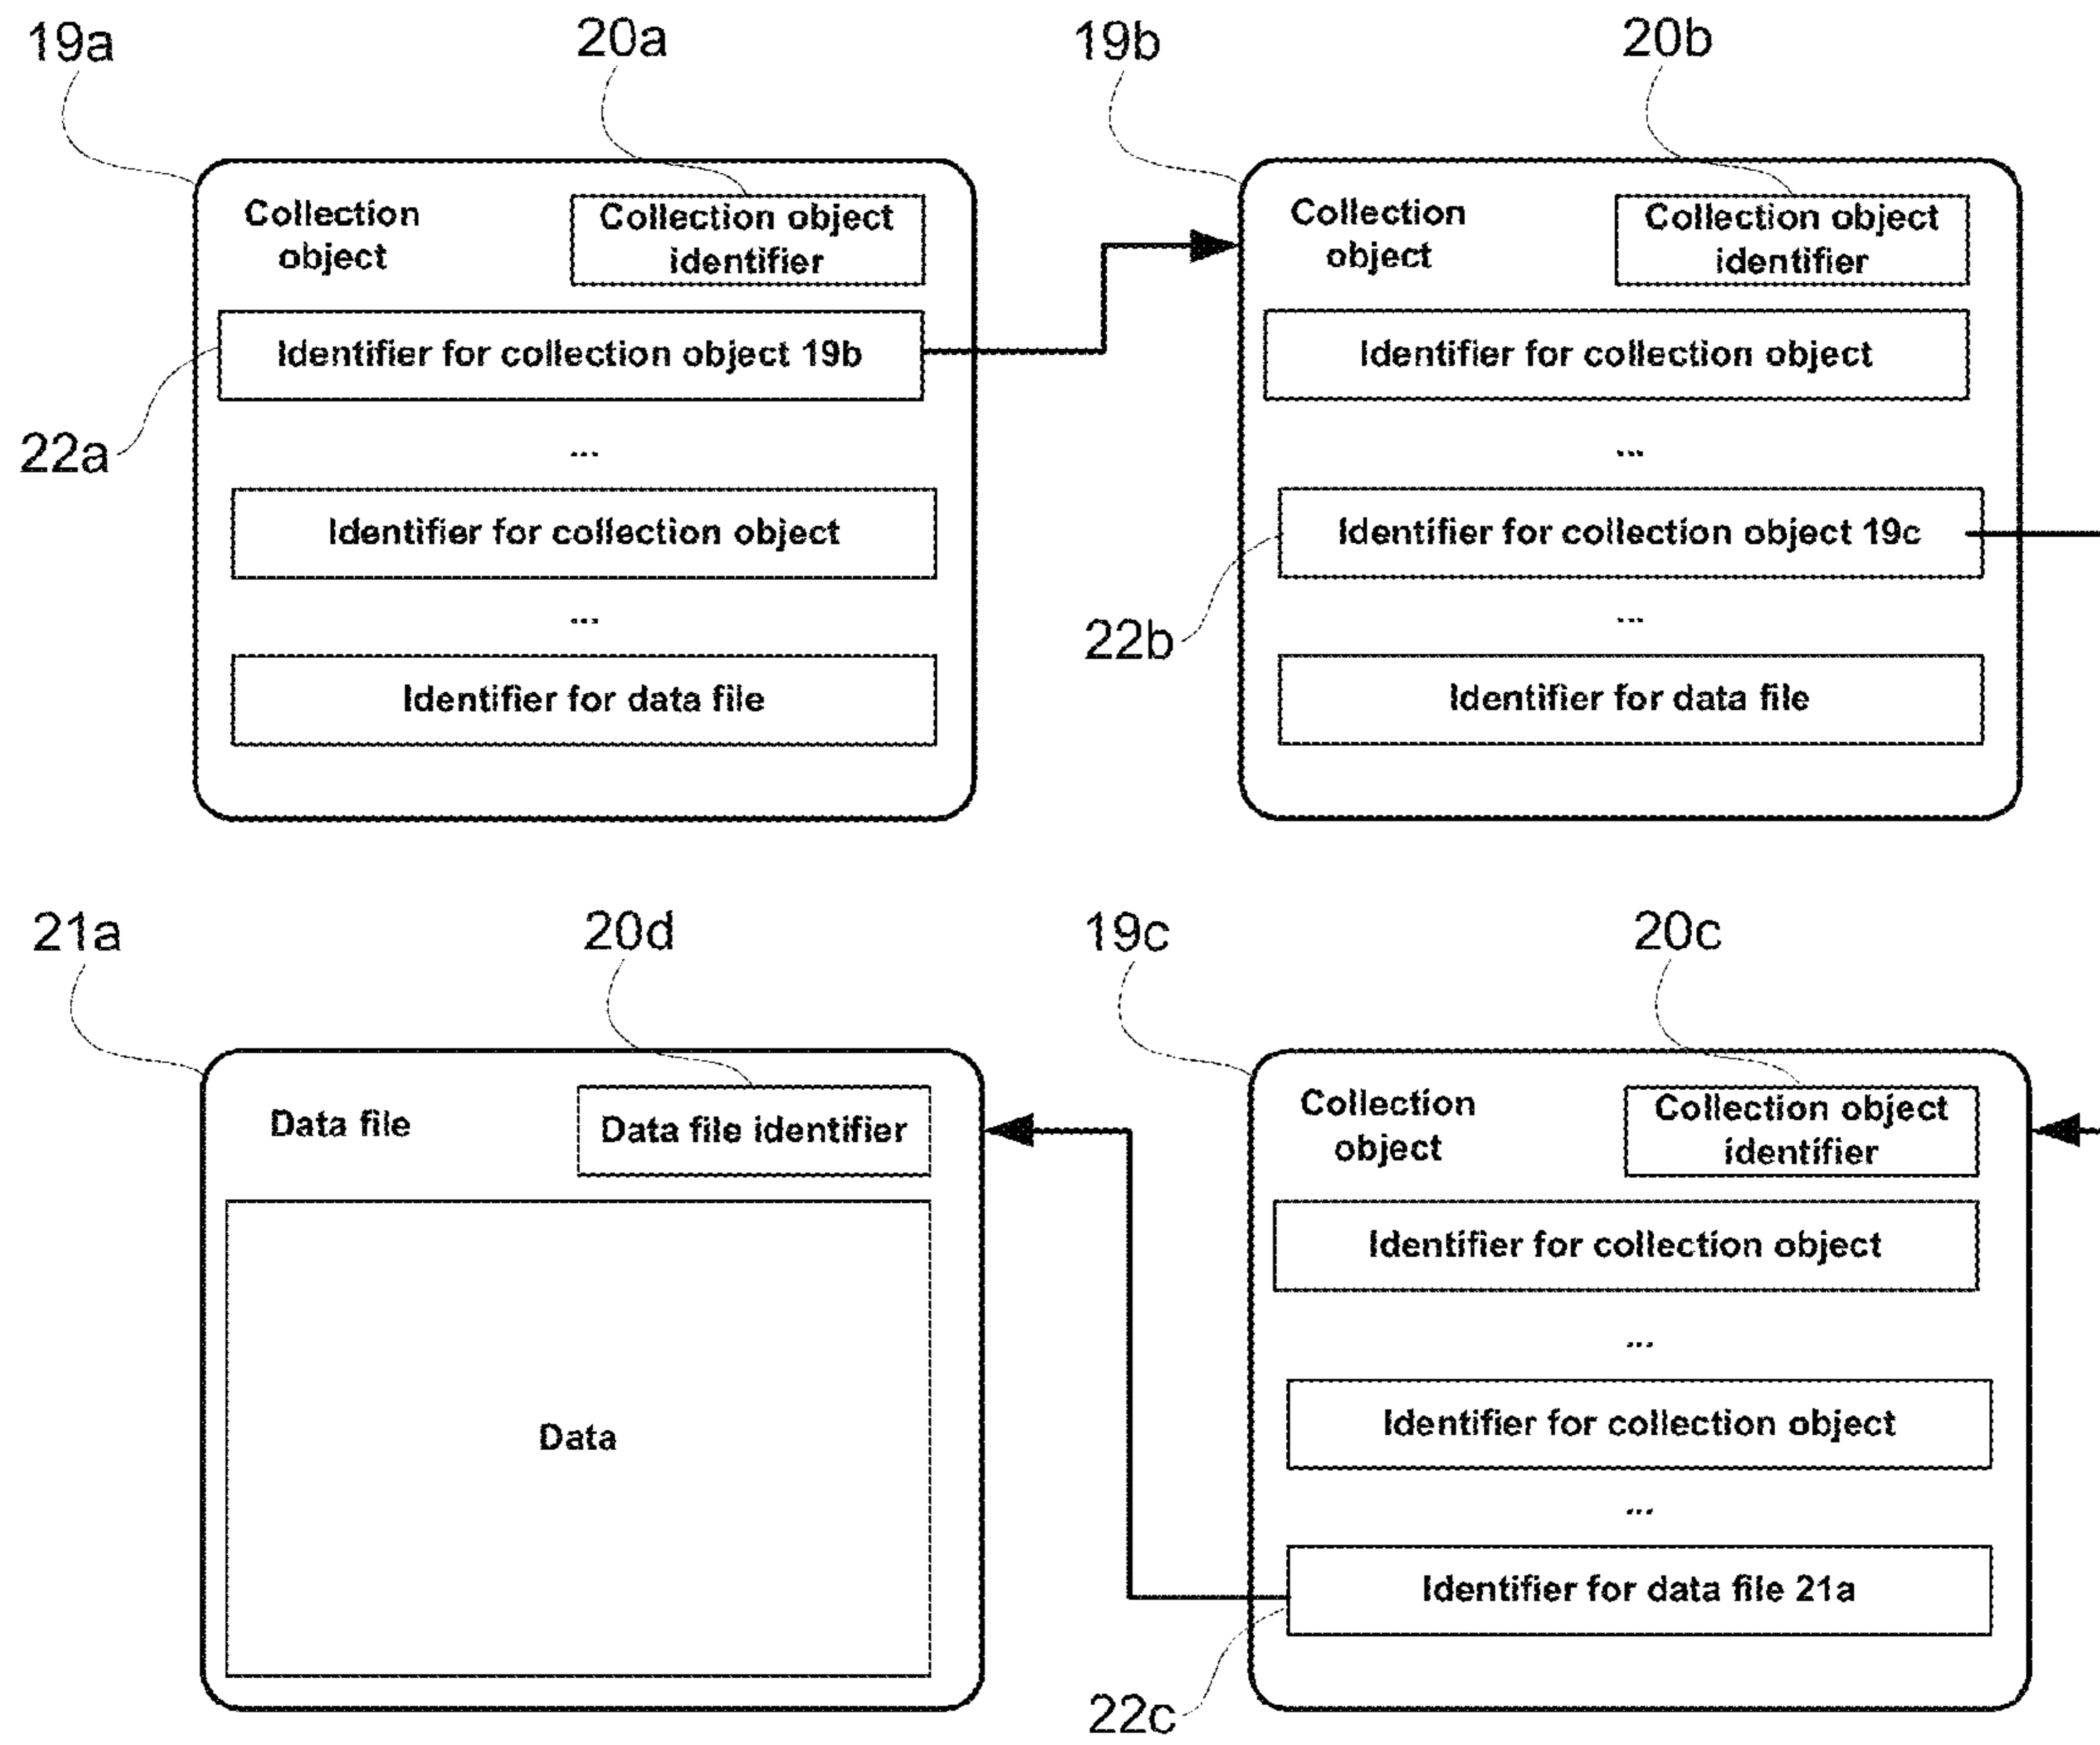 19a
20a
19b
20b
Collection
object
Collection object
identifier
Identifier for collection object 19b
22a
...
Identifier for collection object
...
Identifier for data file
Collection
object
Collection object
identifier
Identifier for collection object
...
Identifier for collection object 19c
22b
...
Identifier for data file
21a
20d
19c
20c
Data file
Data file identifier
Data
Collection
object
Collection object
identifier
Identifier for collection object
...
Identifier for collection object
...
Identifier for data file 21a
22c